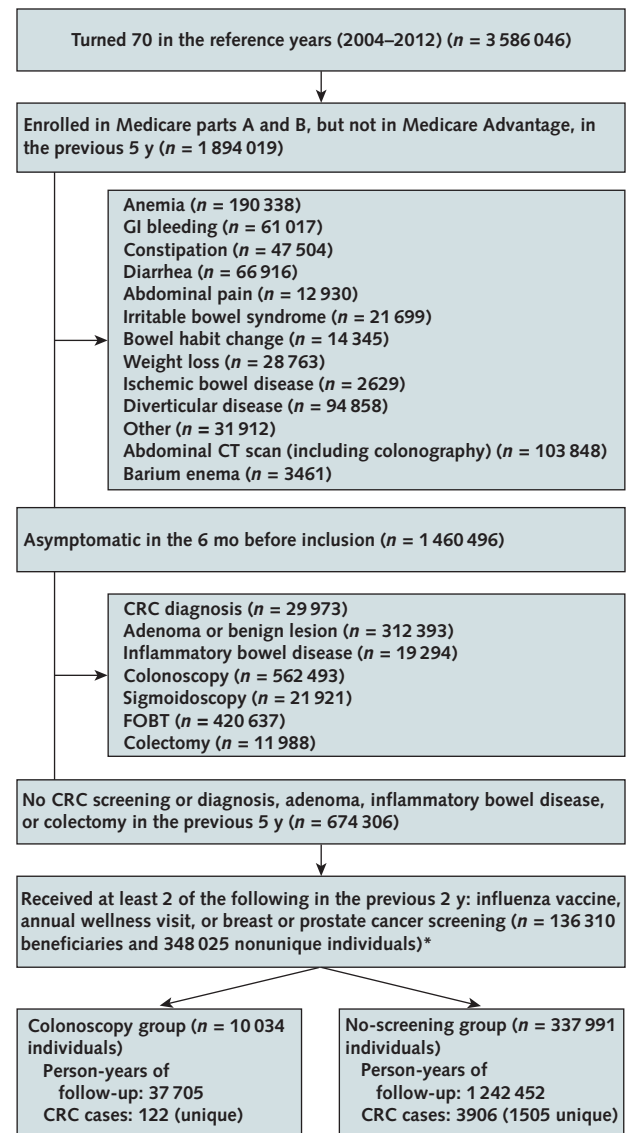 Turned 70 in the reference years (2004–2012) (n = 3 586 046)
Enrolled in Medicare parts A and B, but not in Medicare Advantage, in
the previous 5 y (n = 1 894 019)
Anemia (n = 190 338)
GI bleeding (n = 61 017)
Constipation (n = 47 504)
Diarrhea (n = 66 916)
Abdominal pain (n = 12 930)
Irritable bowel syndrome (n = 21 699)
Bowel habit change (n = 14 345)
Weight loss (n = 28 763)
Ischemic bowel disease (n = 2629)
Diverticular disease (n = 94 858)
Other (n = 31 912)
Abdominal CT scan (including colonography) (n = 103 848)
Barium enema (n = 3461)
Asymptomatic in the 6 mo before inclusion (n = 1 460 496)
CRC diagnosis (n = 29 973)
Adenoma or benign lesion (n = 312 393)
Inflammatory bowel disease (n = 19 294)
Colonoscopy (n = 562 493)
Sigmoidoscopy (n = 21 921)
FOBT (n = 420 637)
Colectomy (n = 11 988)
No CRC screening or diagnosis, adenoma, inflammatory bowel disease,
or colectomy in the previous 5 y (n = 674 306)
Received at least 2 of the following in the previous 2 y: influenza vaccine,
annual wellness visit, or breast or prostate cancer screening (n = 136 310
beneficiaries and 348 025 nonunique individuals)*
Colonoscopy group (n = 10 034
individuals)
Person-years of
follow-up: 37 705
CRC cases: 122 (unique)
No-screening group (n = 337 991
individuals)
Person-years of
follow-up: 1 242 452
CRC cases: 3906 (1505 unique)